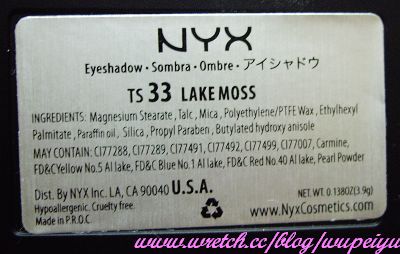 NYX
Eyeshadow • Sombra • Ombre • アイシャドウ
TS 33 LAKE MOSS
INGREDIENTS: Magnesium Stearate, Talc, Mica, Polyethylene/PTFE Wax, Ethylhexyl
Palmitate, Paraffin oil, Silica, Propyl Paraben, Butylated hydroxy anisole
MAY CONTAIN: CI77288, CI77289, CI77491, CI77492, CI77499, CI77007, Carmine,
FD&CYellow No.5 Al lake, FD&C Blue No.1 Al lake, FD&C Red No.40 Al lake, Pearl Powder
Dist. By NYX Inc. LA, CA 90040 U.S.A.
Hypoallergenic. Cruelty free.
Made in P.R.O.C.
NET WT. 0.138OZ (3.9g)
www.NyxCosmetics.com
www.wretch.cc/blog/wupeiyu